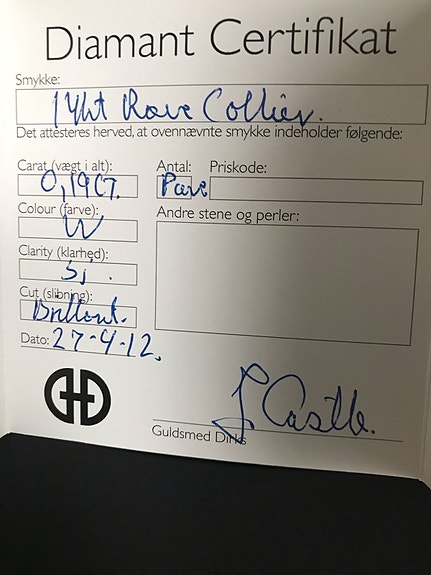 Diamant Certifikat
Smykke:
14kt Rose Collier.
Det attesteres herved, at ovennævnte smykke indeholder følgende:
Carat (vægt i alt):
0,19CT.
Antal:
Pave
Priskode:
Colour (farve):
W
Andre stene og perler:
Clarity (klarhed):
Si.
Cut (slibning):
Brillant.
Dato: 27-4-12.
Guldsmed Dirks